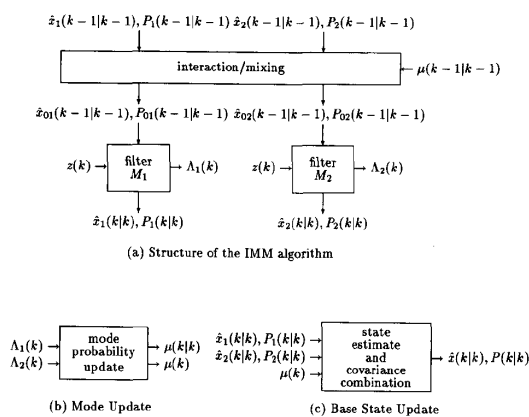 x̂₁(k−1|k−1), P₁(k−1|k−1) x̂₂(k−1|k−1), P₂(k−1|k−1)
interaction/mixing
μ(k−1|k−1)
x̂₀₁(k−1|k−1), P₀₁(k−1|k−1) x̂₀₂(k−1|k−1), P₀₂(k−1|k−1)
z(k) filter M₁ Λ₁(k) z(k) filter M₂ Λ₂(k)
x̂₁(k|k), P₁(k|k) x̂₂(k|k), P₂(k|k)
(a) Structure of the IMM algorithm
Λ₁(k)
Λ₂(k)
mode
probability
update
μ(k|k)
μ(k)
x̂₁(k|k), P₁(k|k)
x̂₂(k|k), P₂(k|k)
μ(k)
state
estimate
and
covariance
combination
x̂(k|k), P(k|k)
(b) Mode Update (c) Base State Update